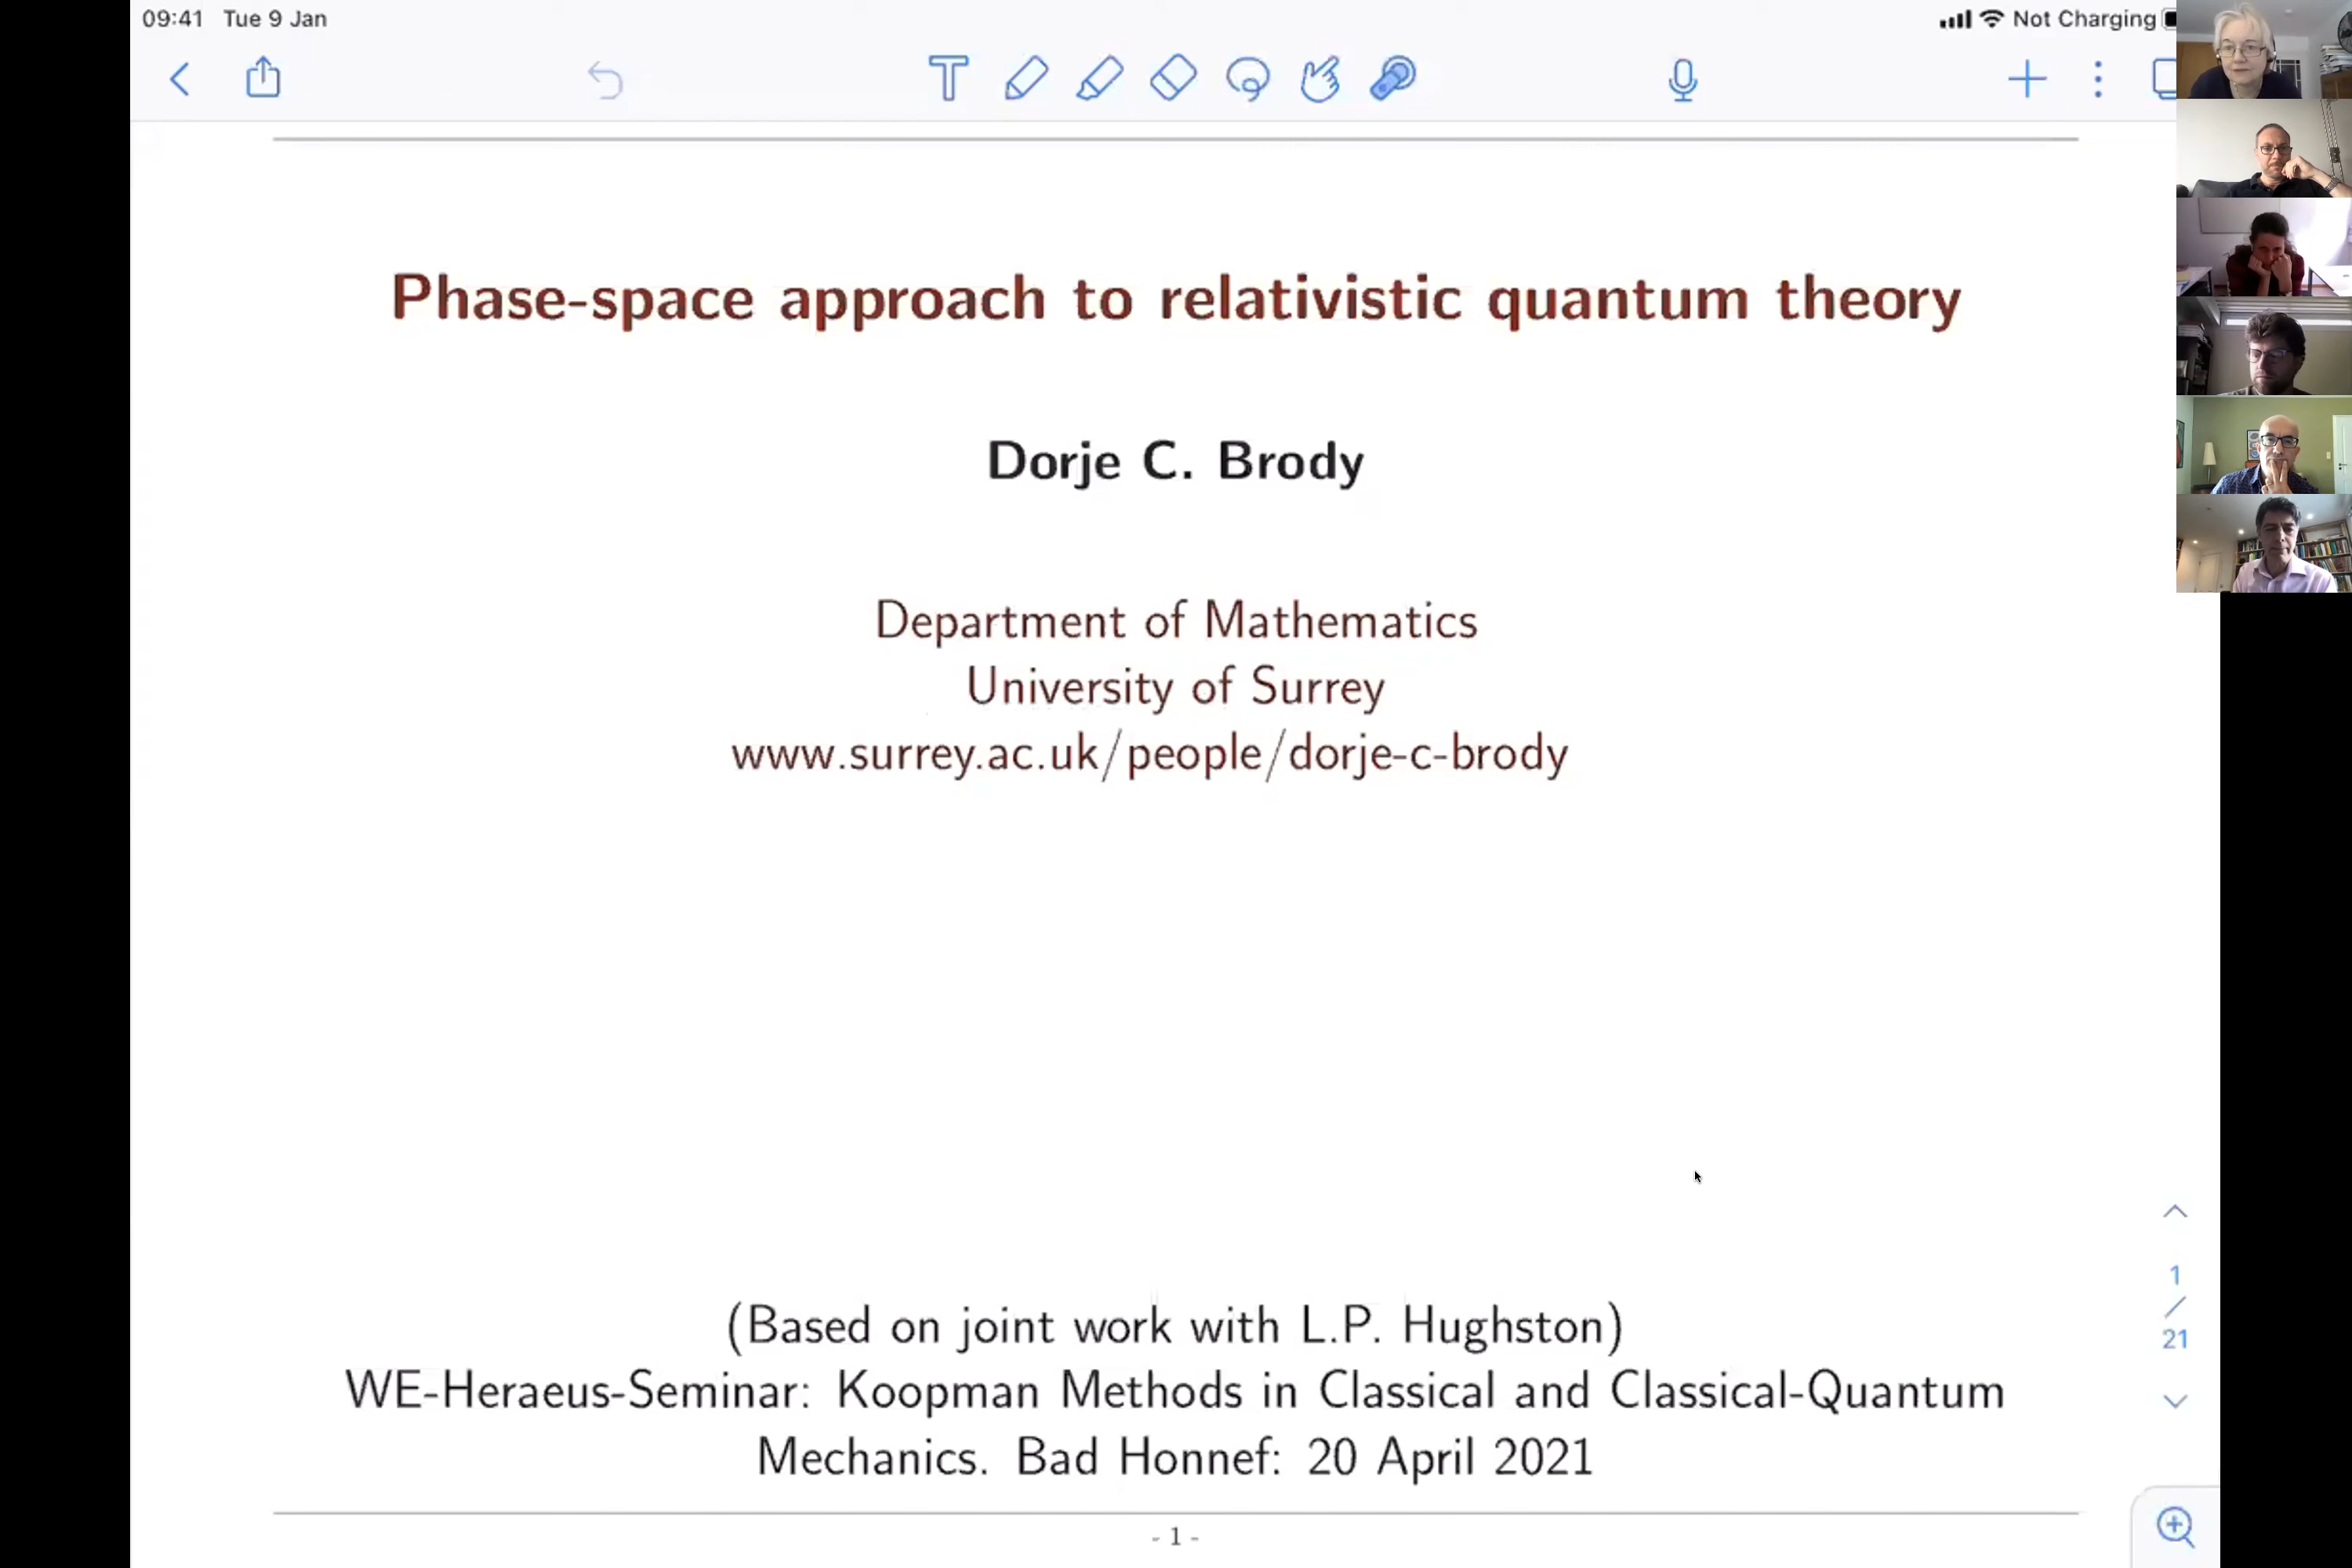 09:41 Tue 9 Jan
Not Charging
Phase-space approach to relativistic quantum theory
Dorje C. Brody
Department of Mathematics
University of Surrey
www.surrey.ac.uk/people/dorje-c-brody
(Based on joint work with L.P. Hughston)
WE-Heraeus-Seminar: Koopman Methods in Classical and Classical-Quantum
Mechanics. Bad Honnef: 20 April 2021
- 1 -
1
/
21